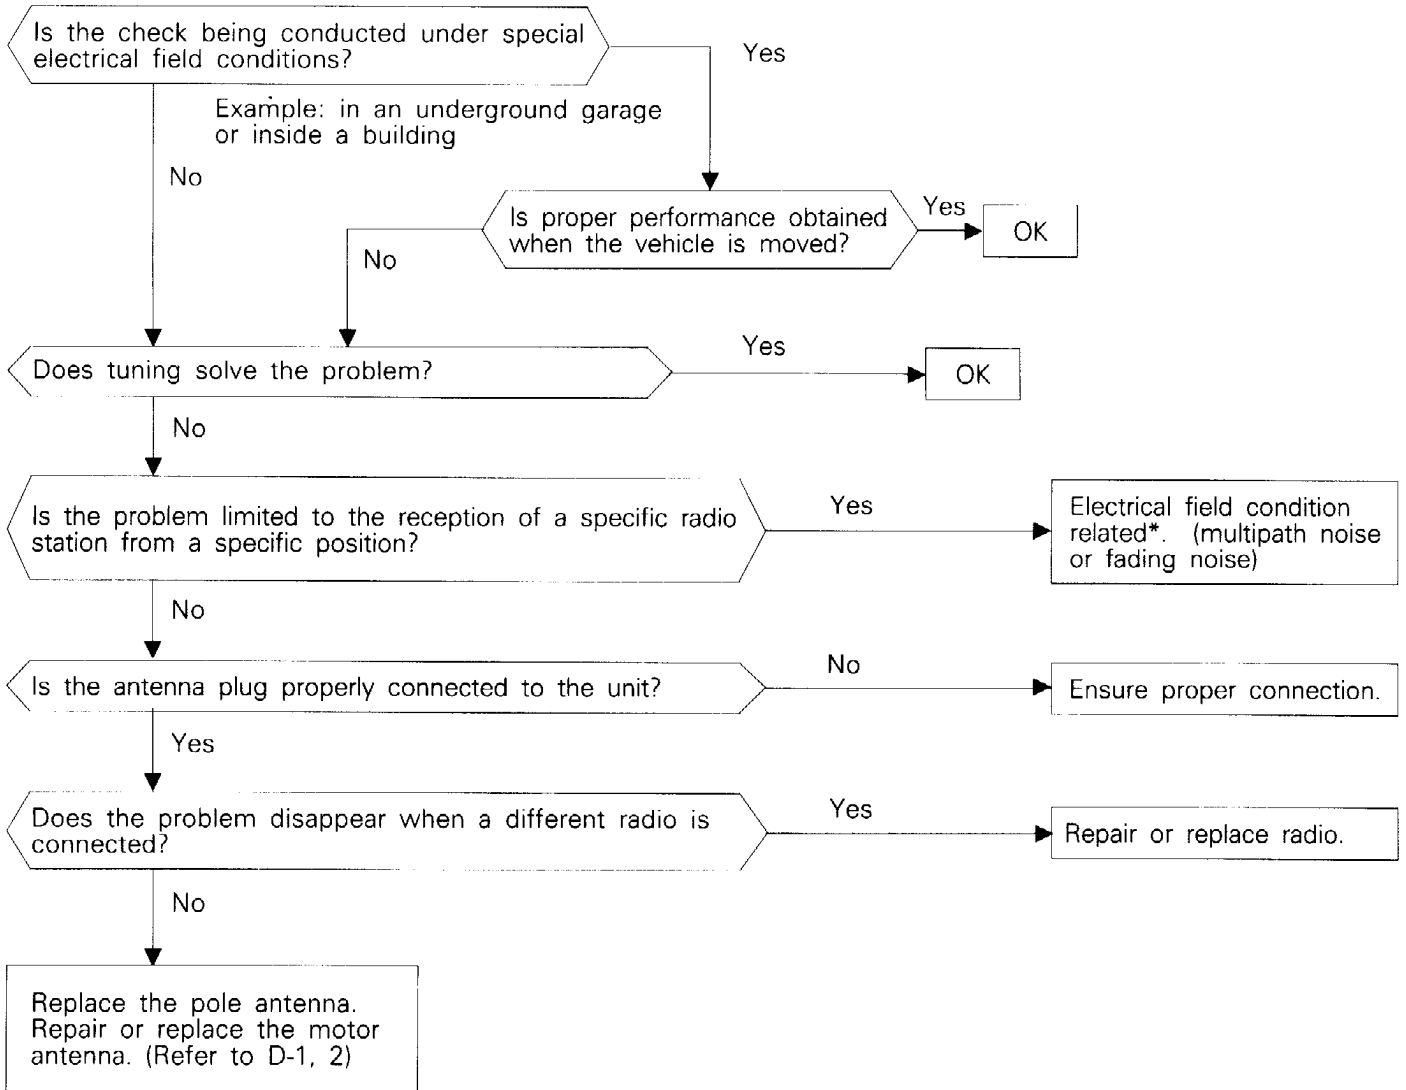 Is the check being conducted under special
electrical field conditions?
Yes
Example: in an underground garage
or inside a building
No
Is proper performance obtained
when the vehicle is moved?
Yes
OK
No
Does tuning solve the problem?
Yes
OK
No
Is the problem limited to the reception of a specific radio
station from a specific position?
Yes
Electrical field condition
related*. (multipath noise
or fading noise)
No
Is the antenna plug properly connected to the unit?
No
Ensure proper connection.
Yes
Does the problem disappear when a different radio is
connected?
Yes
Repair or replace radio.
No
Replace the pole antenna.
Repair or replace the motor
antenna. (Refer to D-1, 2)